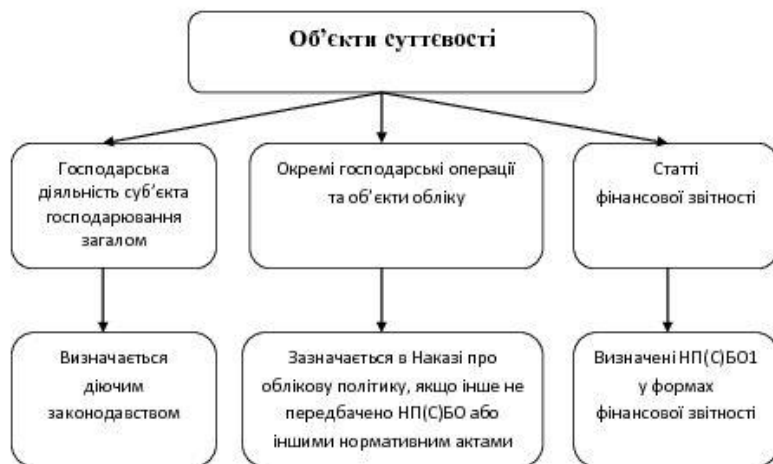 Об’єкти суттєвості
Господарська
діяльність суб’єкта
господарювання
загалом
Окремі господарські операції
та об’єкти обліку
Статті
фінансової звітності
Визначається
діючим
законодавством
Зазначається в Наказі про
облікову політику, якщо інше не
передбачено НП(С)БО або
іншими нормативним актами
Визначені НП(С)БО1
у формах
фінансової звітності